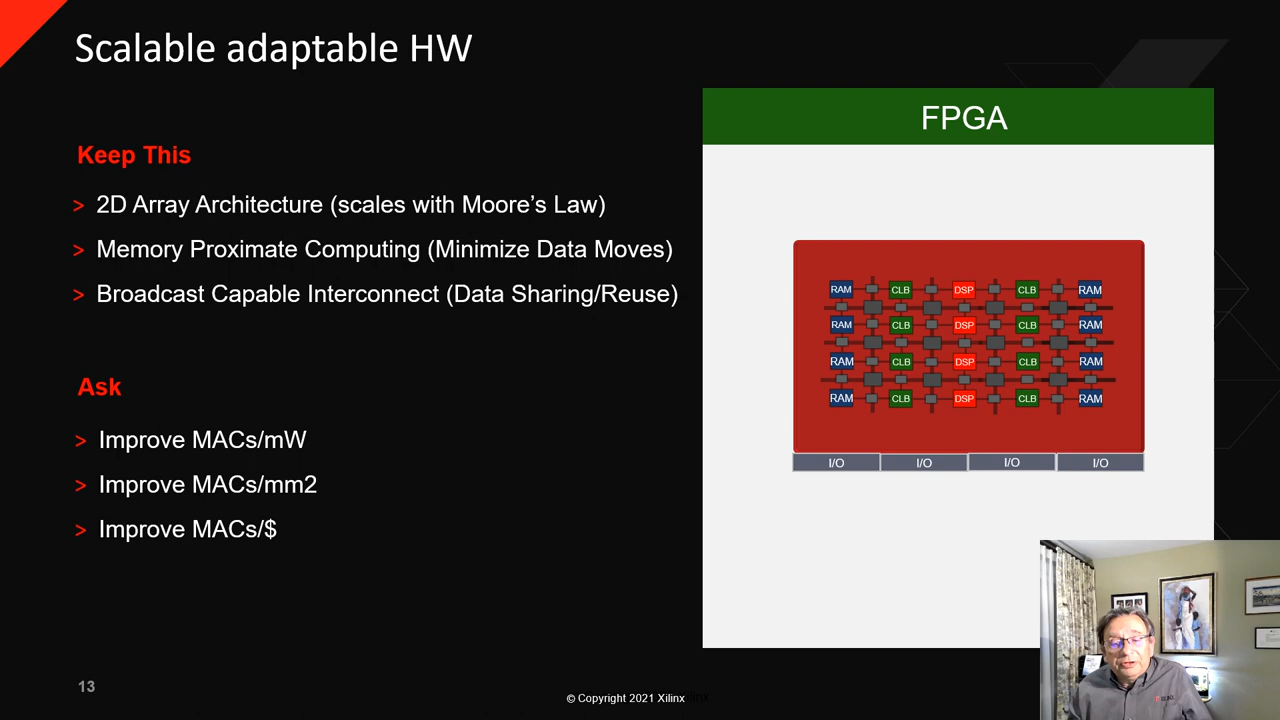 Scalable adaptable HW
Keep This
> 2D Array Architecture (scales with Moore’s Law)
> Memory Proximate Computing (Minimize Data Moves)
> Broadcast Capable Interconnect (Data Sharing/Reuse)
Ask
> Improve MACs/mW
> Improve MACs/mm2
> Improve MACs/$
FPGA
RAM CLB DSP CLB RAM
RAM CLB DSP CLB RAM
RAM CLB DSP CLB RAM
RAM CLB DSP CLB RAM
I/O I/O I/O I/O
13
© Copyright 2021 Xilinx